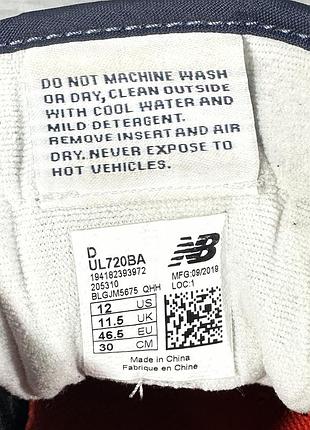 DO NOT MACHINE WASH
OR DRY, CLEAN OUTSIDE
WITH COOL WATER AND
MILD DETERGENT.
REMOVE INSERT AND AIR
DRY. NEVER EXPOSE TO
HOT VEHICLES.
D
UL720BA
194182393972
205310
BLGJM5675 QHH
NB
MFG:09/2019
LOC:1
12 US
11.5 UK
46.5 EU
30 CM
Made in China
Fabrique en Chine